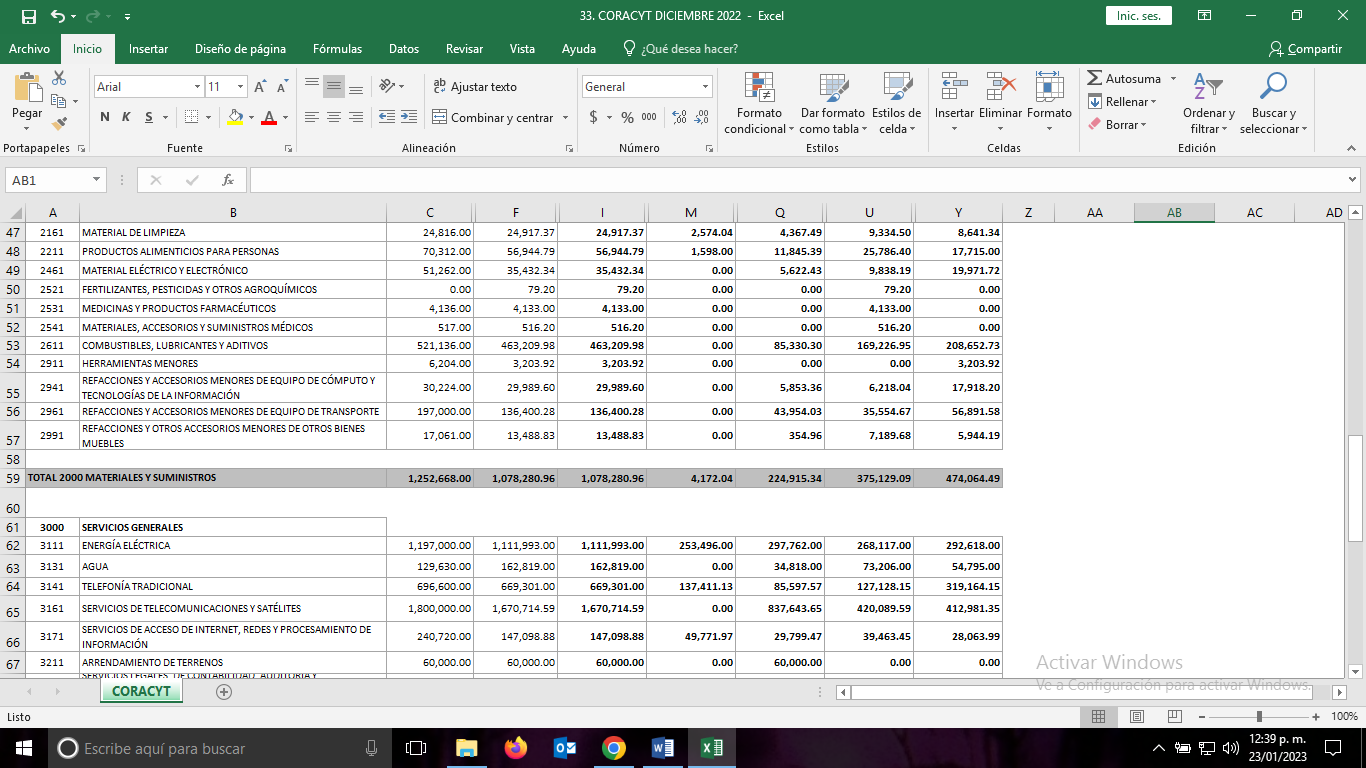 33. CORACYT DICIEMBRE 2022 - Excel
Inic. ses.
Archivo Inicio Insertar Diseño de página Fórmulas Datos Revisar Vista Ayuda ¿Qué desea hacer? Compartir
Pegar
Arial 11
N K S
Ajustar texto
Combinar y centrar
General
$ % 000
Formato condicional
Dar formato como tabla
Estilos de celda
Insertar Eliminar Formato
Autosuma
Rellenar
Borrar
Ordenar y filtrar
Buscar y seleccionar
Portapapeles Fuente Alineación Número Estilos Celdas Edición
AB1 fx
A B C F I M Q U Y Z AA AB AC AD
47 2161 MATERIAL DE LIMPIEZA 24,816.00 24,917.37 24,917.37 2,574.04 4,367.49 9,334.50 8,641.34
48 2211 PRODUCTOS ALIMENTICIOS PARA PERSONAS 70,312.00 56,944.79 56,944.79 1,598.00 11,845.39 25,786.40 17,715.00
49 2461 MATERIAL ELÉCTRICO Y ELECTRÓNICO 51,262.00 35,432.34 35,432.34 0.00 5,622.43 9,838.19 19,971.72
50 2521 FERTILIZANTES, PESTICIDAS Y OTROS AGROQUÍMICOS 0.00 79.20 79.20 0.00 0.00 79.20 0.00
51 2531 MEDICINAS Y PRODUCTOS FARMACÉUTICOS 4,136.00 4,133.00 4,133.00 0.00 0.00 4,133.00 0.00
52 2541 MATERIALES, ACCESORIOS Y SUMINISTROS MÉDICOS 517.00 516.20 516.20 0.00 0.00 516.20 0.00
53 2611 COMBUSTIBLES, LUBRICANTES Y ADITIVOS 521,136.00 463,209.98 463,209.98 0.00 85,330.30 169,226.95 208,652.73
54 2911 HERRAMIENTAS MENORES 6,204.00 3,203.92 3,203.92 0.00 0.00 0.00 3,203.92
55 2941 REFACCIONES Y ACCESORIOS MENORES DE EQUIPO DE CÓMPUTO Y
TECNOLOGÍAS DE LA INFORMACIÓN 30,224.00 29,989.60 29,989.60 0.00 5,853.36 6,218.04 17,918.20
56 2961 REFACCIONES Y ACCESORIOS MENORES DE EQUIPO DE TRANSPORTE 197,000.00 136,400.28 136,400.28 0.00 43,954.03 35,554.67 56,891.58
57 2991 REFACCIONES Y OTROS ACCESORIOS MENORES DE OTROS BIENES
MUEBLES 17,061.00 13,488.83 13,488.83 0.00 354.96 7,189.68 5,944.19
58
59 TOTAL 2000 MATERIALES Y SUMINISTROS 1,252,668.00 1,078,280.96 1,078,280.96 4,172.04 224,915.34 375,129.09 474,064.49
60
61 3000 SERVICIOS GENERALES
62 3111 ENERGÍA ELÉCTRICA 1,197,000.00 1,111,993.00 1,111,993.00 253,496.00 297,762.00 268,117.00 292,618.00
63 3131 AGUA 129,630.00 162,819.00 162,819.00 0.00 34,818.00 73,206.00 54,795.00
64 3141 TELEFONÍA TRADICIONAL 696,600.00 669,301.00 669,301.00 137,411.13 85,597.57 127,128.15 319,164.15
65 3161 SERVICIOS DE TELECOMUNICACIONES Y SATÉLITES 1,800,000.00 1,670,714.59 1,670,714.59 0.00 837,643.65 420,089.59 412,981.35
66 3171 SERVICIOS DE ACCESO DE INTERNET, REDES Y PROCESAMIENTO DE
INFORMACIÓN 240,720.00 147,098.88 147,098.88 49,771.97 29,799.47 39,463.45 28,063.99
67 3211 ARRENDAMIENTO DE TERRENOS 60,000.00 60,000.00 60,000.00 0.00 60,000.00 0.00 0.00
SERVICIOS LEGALES, DE CONTABILIDAD, AUDITORIA Y
Activar Windows
Ve a Configuración para activar Windows.
CORACYT
Listo 100%
Escribe aquí para buscar
12:39 p. m.
23/01/2023